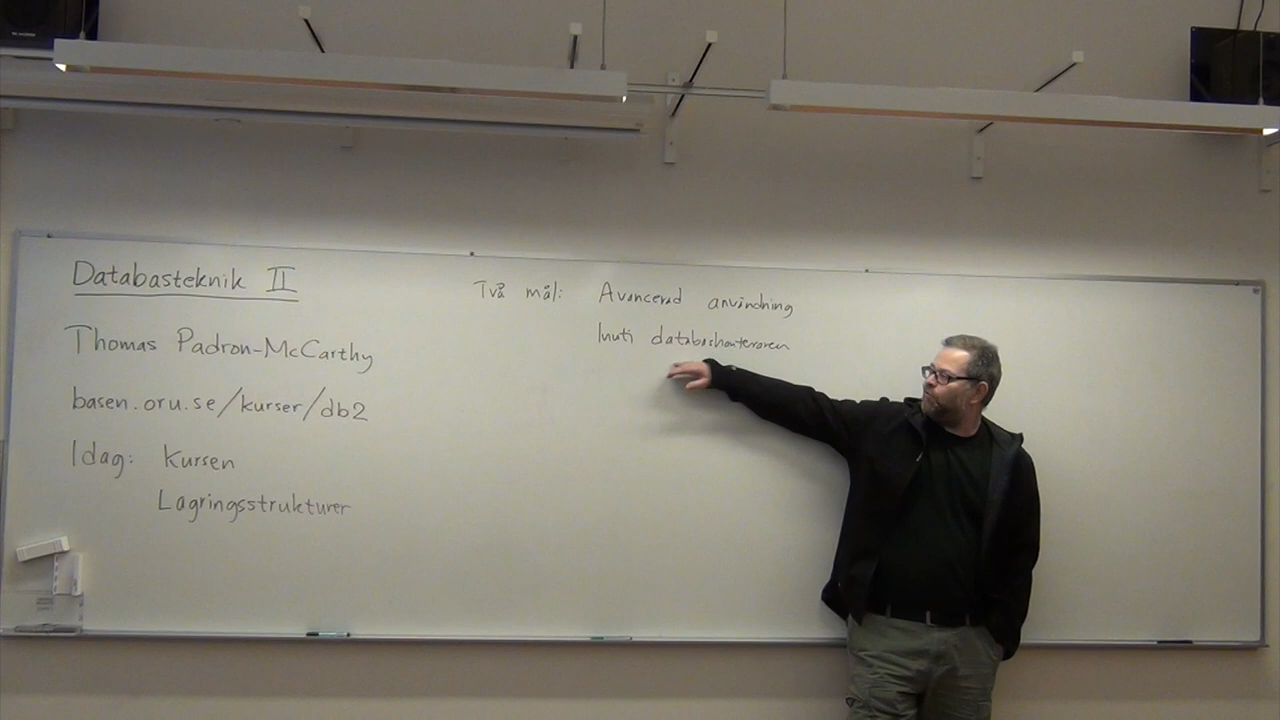 Databasteknik II
Thomas Padron-McCarthy
basen.oru.se/kurser/db2
Idag: Kursen
Lagringsstrukturer
Två mål: Avancerad användning
Inuti databashanteraren